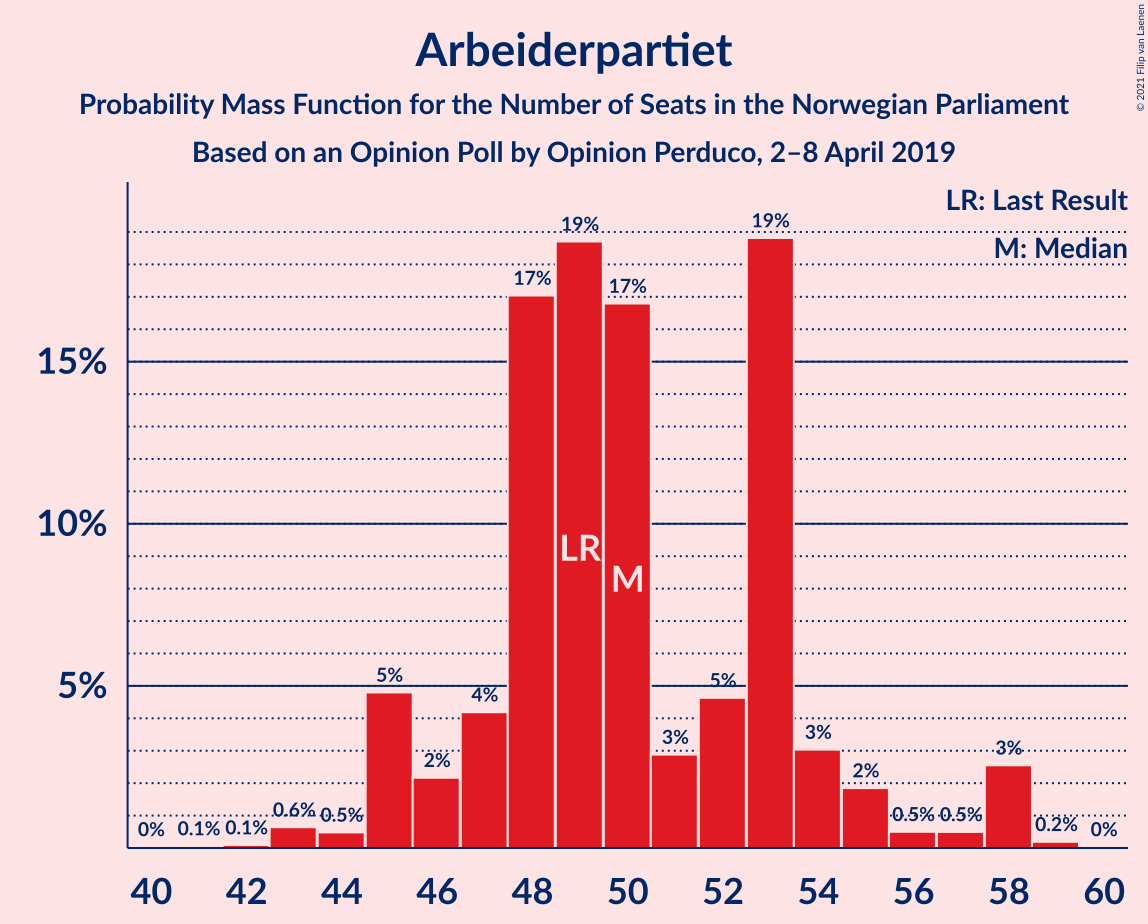 Arbeiderpartiet
Probability Mass Function for the Number of Seats in the Norwegian Parliament
Based on an Opinion Poll by Opinion Perduco, 2–8 April 2019
© 2021 Filip van Laenen
LR: Last Result
M: Median
15%
10%
5%
0%
0.1%
0.1%
0.6%
0.5%
5%
2%
4%
17%
19%
17%
3%
5%
19%
3%
2%
0.5%
0.5%
3%
0.2%
0%
LR
M
40 42 44 46 48 50 52 54 56 58 60